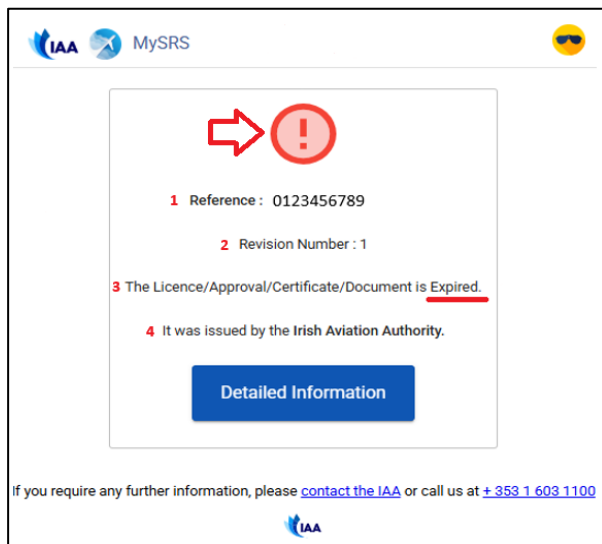 IAA MySRS
!
1 Reference : 0123456789
2 Revision Number : 1
3 The Licence/Approval/Certificate/Document is Expired.
4 It was issued by the Irish Aviation Authority.
Detailed Information
If you require any further information, please contact the IAA or call us at + 353 1 603 1100
IAA